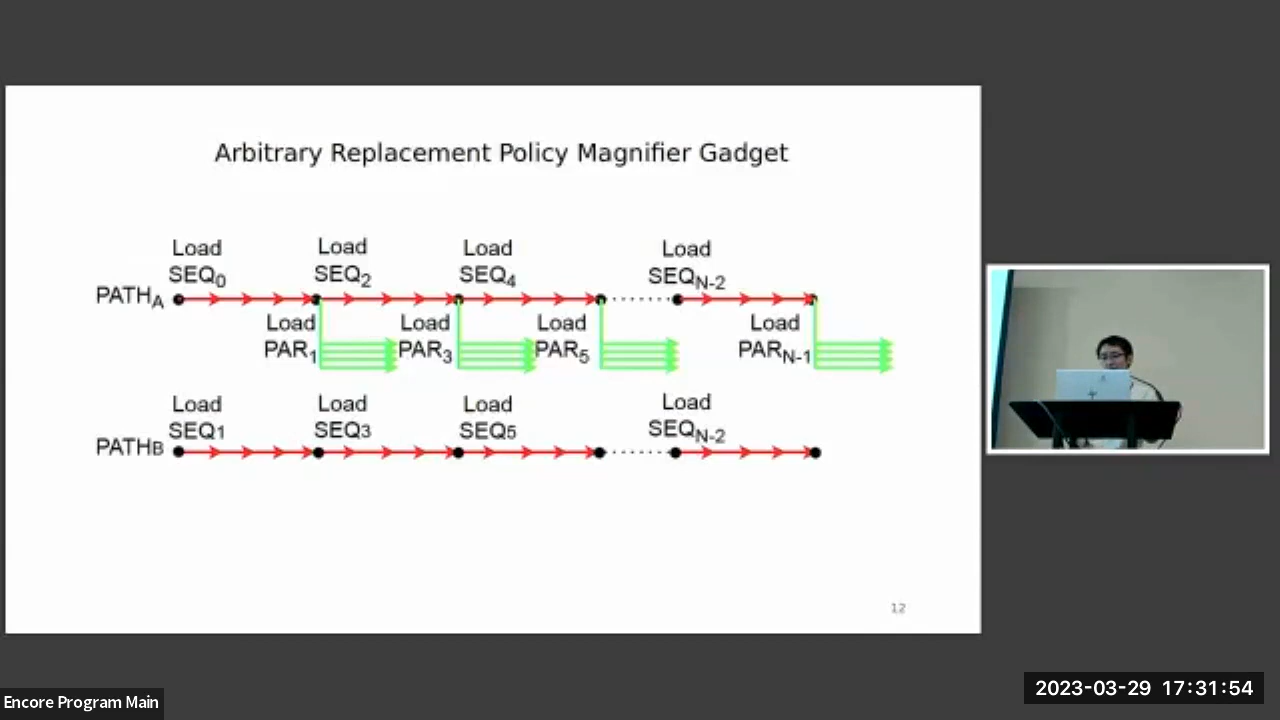 Arbitrary Replacement Policy Magnifier Gadget
Load Load Load Load
SEQ0 SEQ2 SEQ4 SEQN-2
PATHA
Load Load Load Load
PAR1 PAR3 PAR5 PARN-1
Load Load Load Load
SEQ1 SEQ3 SEQ5 SEQN-2
PATHB
12
Encore Program Main
2023-03-29 17:31:54